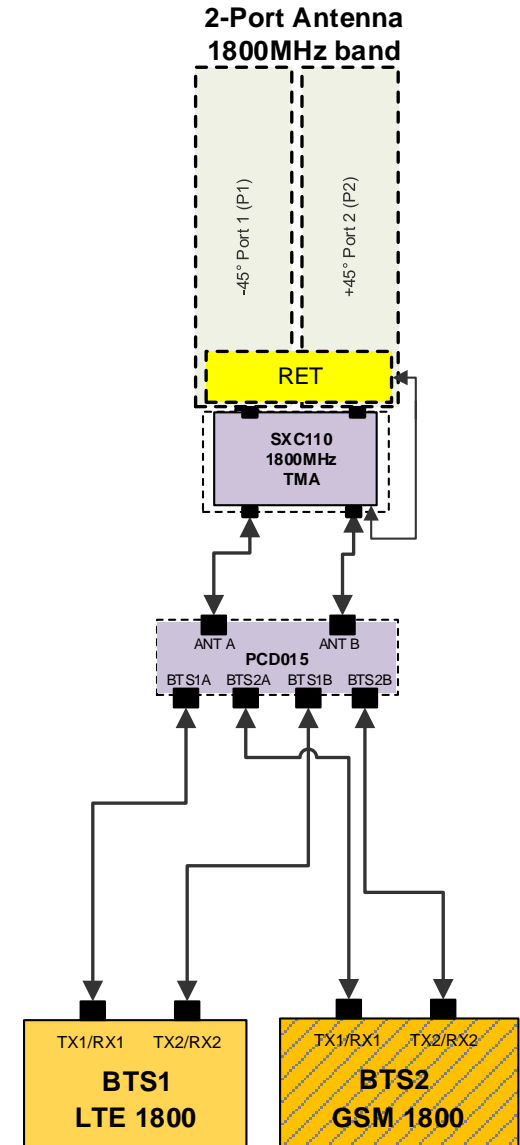 2-Port Antenna
1800MHz band
-45° Port 1 (P1)
+45° Port 2 (P2)
RET
SXC110
1800MHz
TMA
ANT A
ANT B
PCD015
BTS1A BTS2A BTS1B BTS2B
TX1/RX1 TX2/RX2
TX1/RX1 TX2/RX2
BTS1
LTE 1800
BTS2
GSM 1800